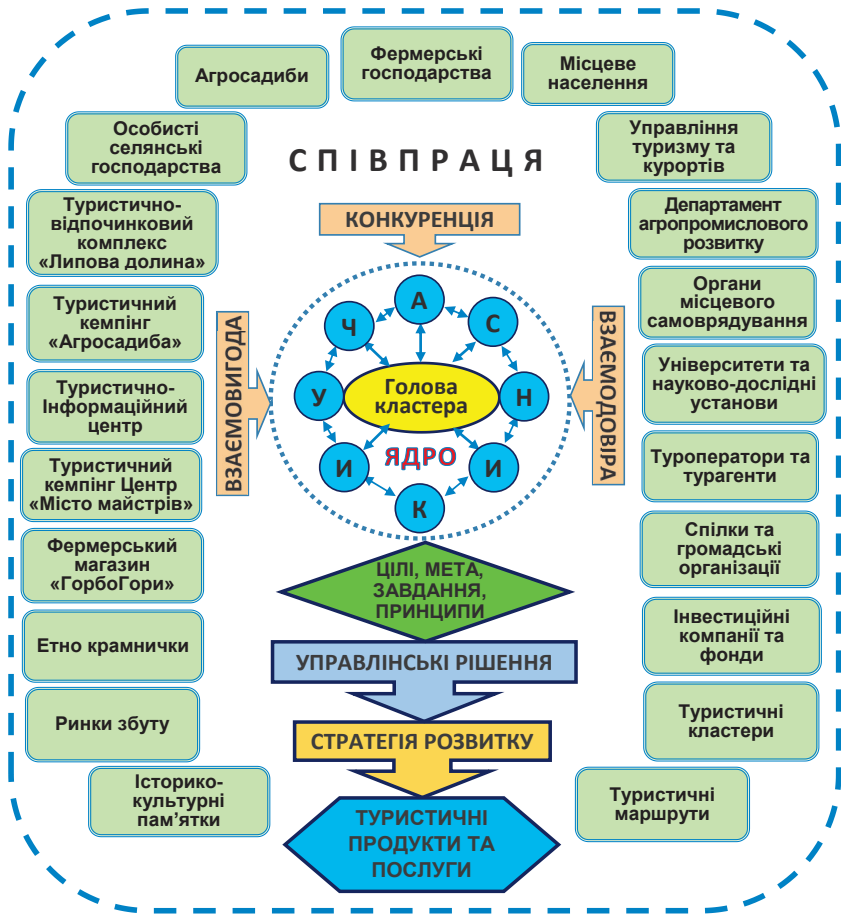 Агросадиби
Фермерські
господарства
Місцеве
населення
Особисті
селянські
господарства
Управління
туризму та
курортів
СПІВПРАЦЯ
Туристично-
відпочинковий
комплекс
«Липова долина»
КОНКУРЕНЦІЯ
Департамент
агропромислового
розвитку
Туристичний
кемпінг
«Агросадиба»
Органи
місцевого
самоврядування
ВЗАЄМОВИГОДА
У
Ч
А
С
Н
И
К
И
Голова
кластера
ЯДРО
ВЗАЄМОДОВІРА
Туристично-
Інформаційний
центр
Університети та
науково-дослідні
установи
Туристичний
кемпінг Центр
«Місто майстрів»
Туроператори та
турагенти
Фермерський
магазин
«ГорбоГори»
ЦІЛІ, МЕТА,
ЗАВДАННЯ,
ПРИНЦИПИ
Спілки та
громадські
організації
Етно крамнички
УПРАВЛІНСЬКІ РІШЕННЯ
Інвестиційні
компанії та
фонди
Ринки збуту
СТРАТЕГІЯ РОЗВИТКУ
Туристичні
кластери
Історико-
культурні
пам’ятки
ТУРИСТИЧНІ
ПРОДУКТИ ТА
ПОСЛУГИ
Туристичні
маршрути